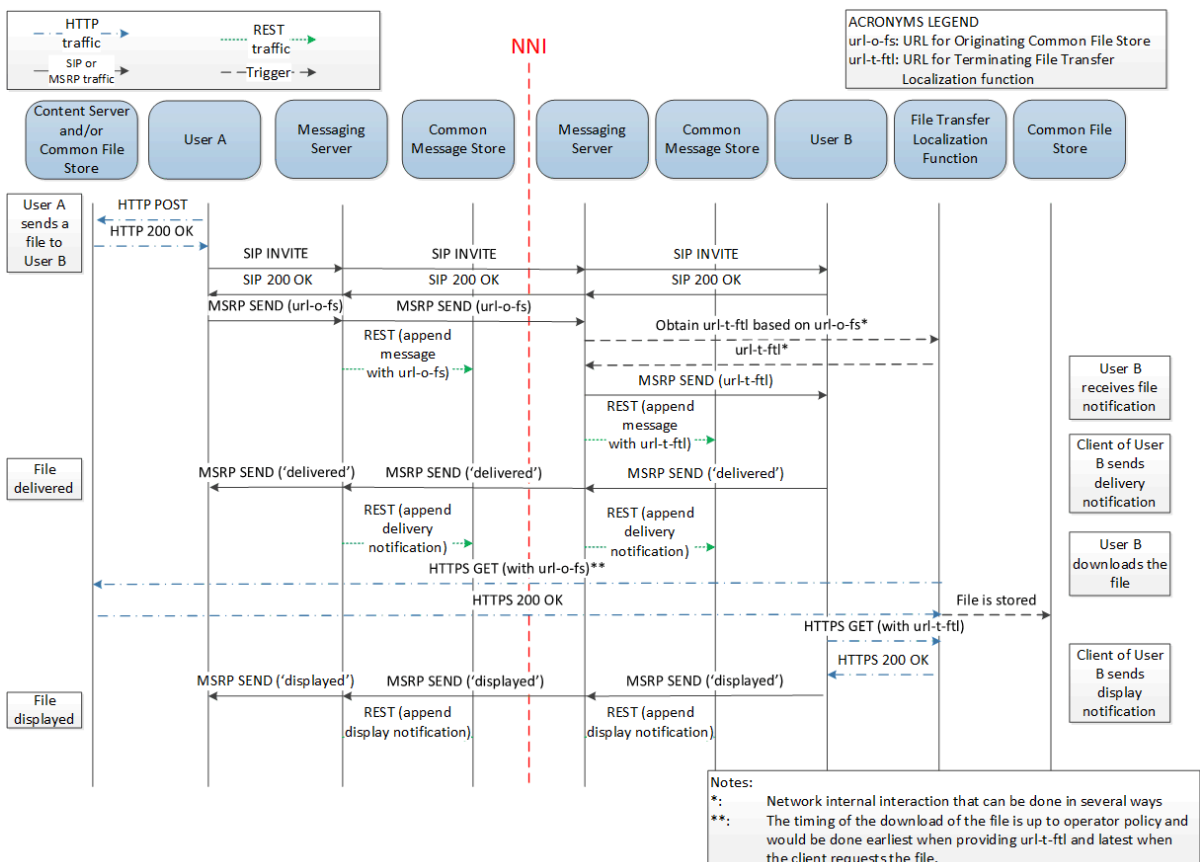 HTTP
traffic
REST
traffic
SIP or
MSRP traffic
Trigger
NNI
ACRONYMS LEGEND
url-o-fs: URL for Originating Common File Store
url-t-ftl: URL for Terminating File Transfer
Localization function
Content Server
and/or
Common File
Store
User A
Messaging
Server
Common
Message Store
Messaging
Server
Common
Message Store
User B
File Transfer
Localization
Function
Common File
Store
User A
sends a
file to
User B
HTTP POST
HTTP 200 OK
SIP INVITE
SIP INVITE
SIP INVITE
SIP 200 OK
SIP 200 OK
SIP 200 OK
MSRP SEND (url-o-fs)
MSRP SEND (url-o-fs)
Obtain url-t-ftl based on url-o-fs*
REST (append
message
with url-o-fs)
url-t-ftl*
MSRP SEND (url-t-ftl)
User B
receives file
notification
REST (append
message
with url-t-ftl)
Client of User
B sends
delivery
notification
File
delivered
MSRP SEND (‘delivered’)
MSRP SEND (‘delivered’)
MSRP SEND (‘delivered’)
REST (append
delivery
notification)
REST (append
delivery
notification)
User B
downloads the
file
HTTPS GET (with url-o-fs)**
HTTPS 200 OK
File is stored
HTTPS GET (with url-t-ftl)
HTTPS 200 OK
Client of User
B sends
display
notification
File
displayed
MSRP SEND (‘displayed’)
MSRP SEND (‘displayed’)
MSRP SEND (‘displayed’)
REST (append
display notification)
REST (append
display notification)
Notes:
*: Network internal interaction that can be done in several ways
**: The timing of the download of the file is up to operator policy and
would be done earliest when providing url-t-ftl and latest when
the client requests the file.